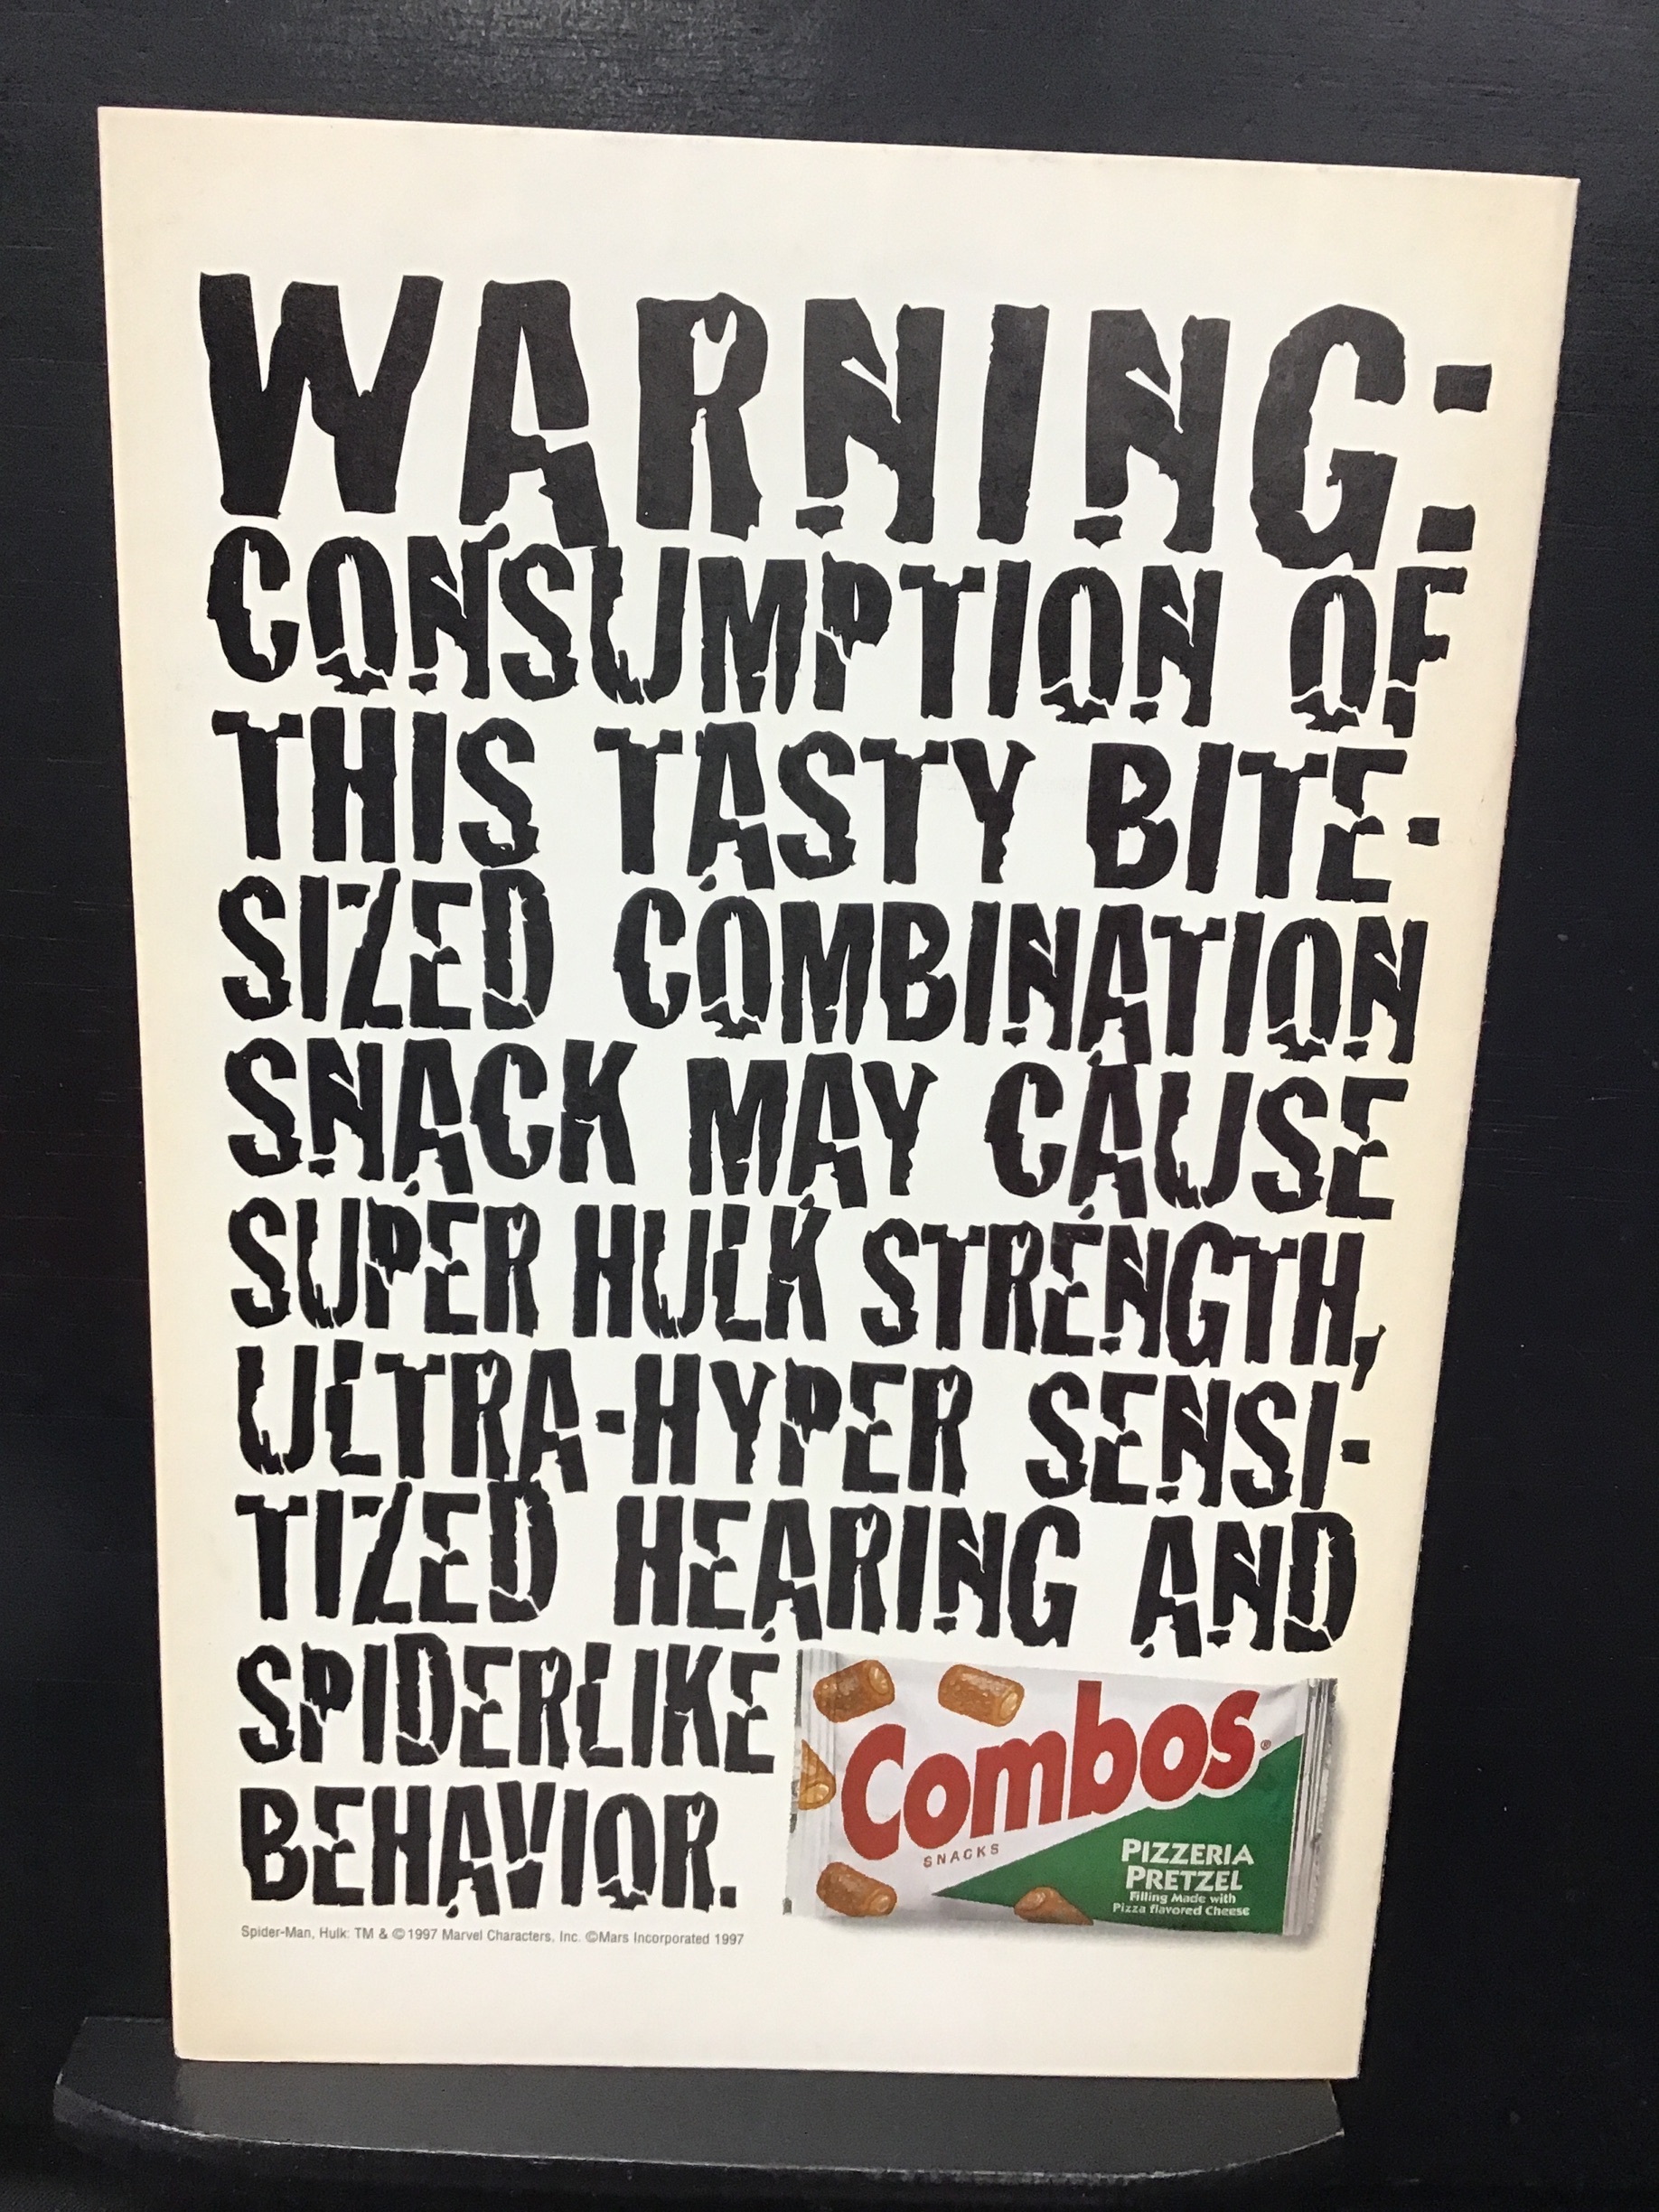 WARNING:
CONSUMPTION OF
THIS TASTY BITE-
SIZED COMBINATION
SNACK MAY CAUSE
SUPER HULK STRENGTH,
ULTRA-HYPER SENSI-
TIZED HEARING AND
SPIDERLIKE
BEHAVIOR.
Combos®
SNACKS
PIZZERIA
PRETZEL
Filling Made with
Pizza flavored Cheese
Spider-Man, Hulk: TM & ©1997 Marvel Characters, Inc. ©Mars Incorporated 1997